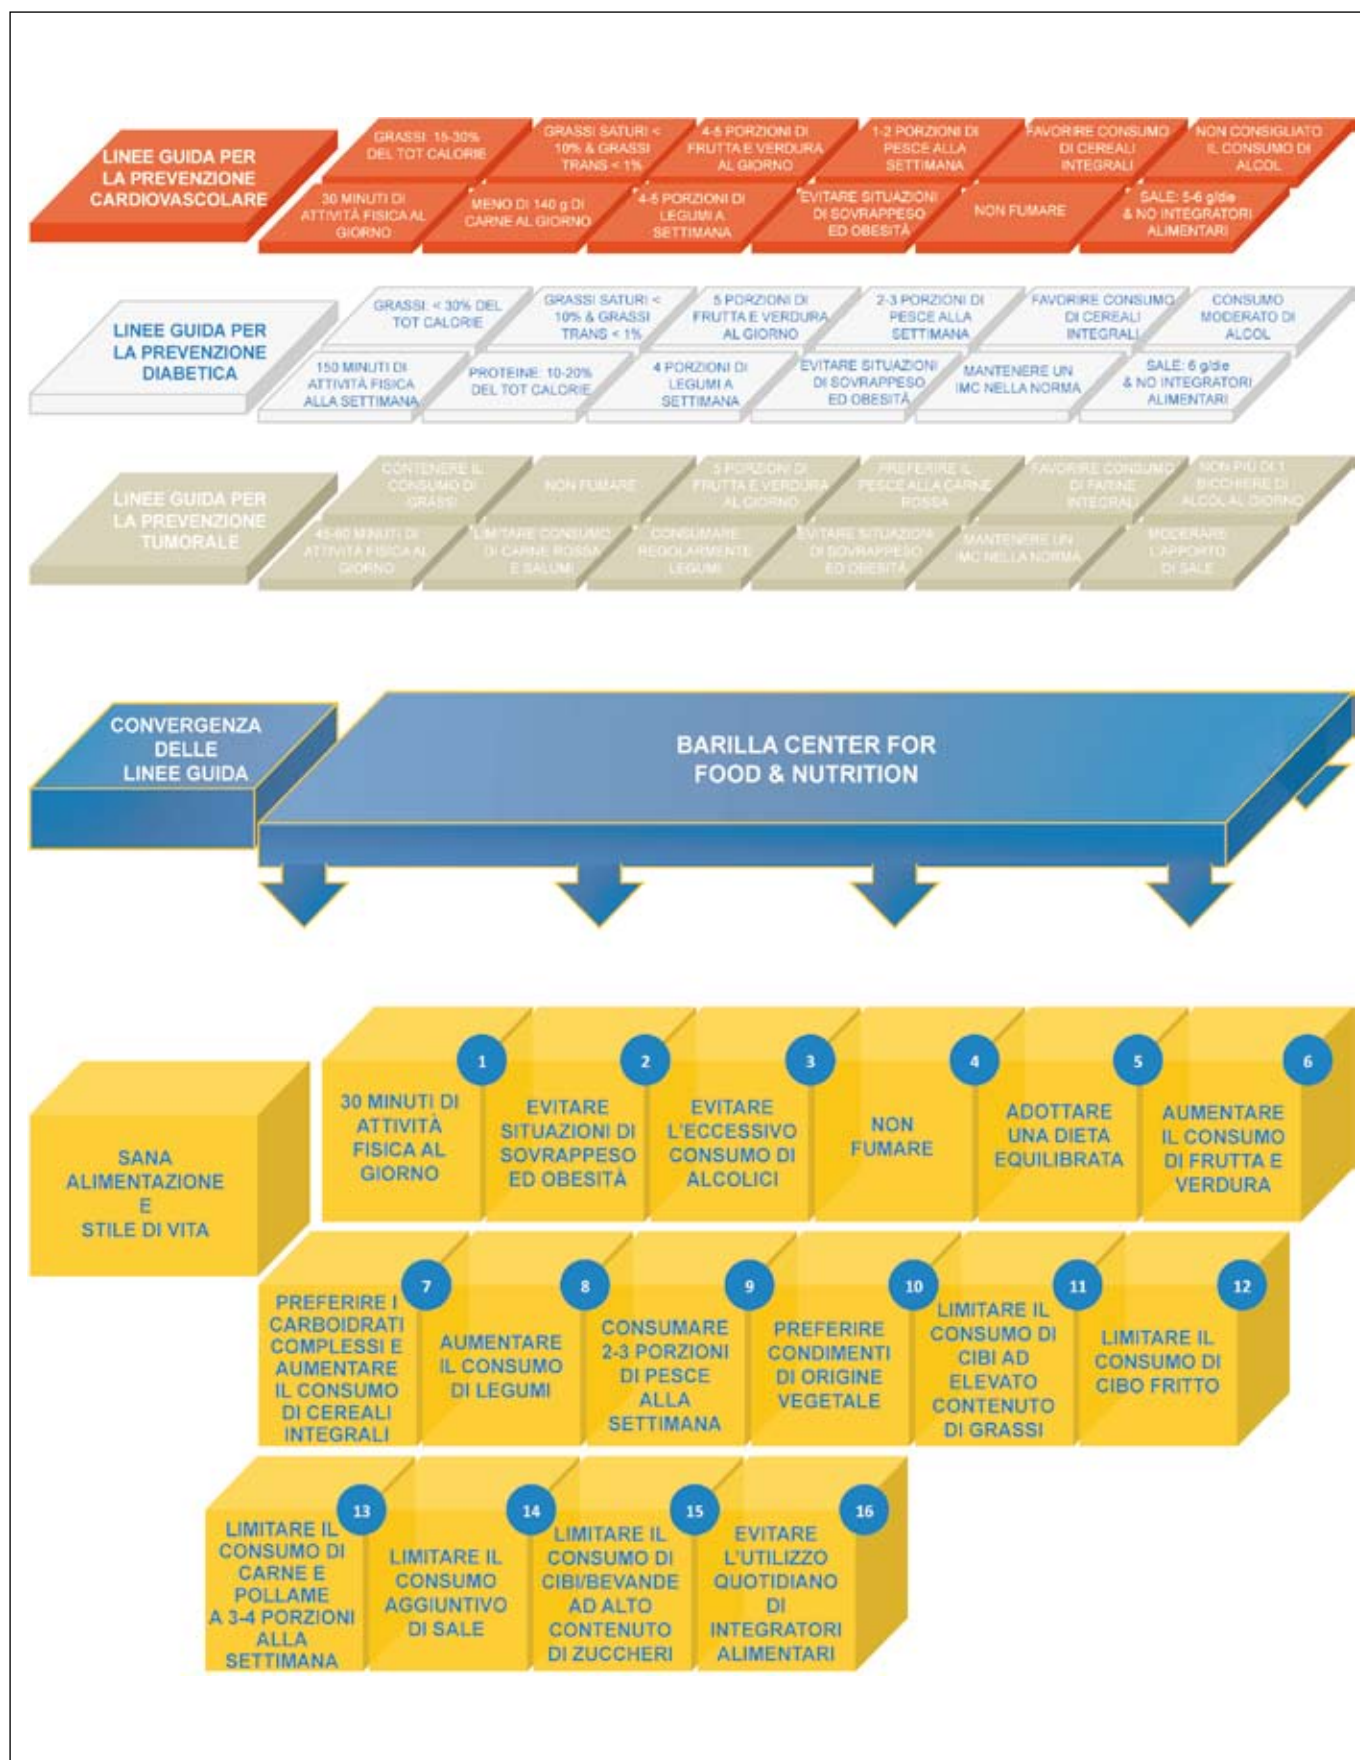 LINEE GUIDA PER
LA PREVENZIONE
CARDIOVASCOLARE
GRASSI: 15-30%
DEL TOT CALORIE
GRASSI SATURI <
10% & GRASSI
TRANS < 1%
4-5 PORZIONI DI
FRUTTA E VERDURA
AL GIORNO
1-2 PORZIONI DI
PESCE ALLA
SETTIMANA
FAVORIRE CONSUMO
DI CEREALI
INTEGRALI
NON CONSIGLIATO
IL CONSUMO DI
ALCOL
30 MINUTI DI
ATTIVITÀ FISICA AL
GIORNO
MENO DI 140 g DI
CARNE AL GIORNO
4-5 PORZIONI DI
LEGUMI A
SETTIMANA
EVITARE SITUAZIONI
DI SOVRAPPESO
ED OBESITÀ
NON FUMARE
SALE: 5-6 g/die
& NO INTEGRATORI
ALIMENTARI
LINEE GUIDA PER
LA PREVENZIONE
DIABETICA
GRASSI: < 30% DEL
TOT CALORIE
GRASSI SATURI <
10% & GRASSI
TRANS < 1%
5 PORZIONI DI
FRUTTA E VERDURA
AL GIORNO
2-3 PORZIONI DI
PESCE ALLA
SETTIMANA
FAVORIRE CONSUMO
DI CEREALI
INTEGRALI
CONSUMO
MODERATO DI
ALCOL
150 MINUTI DI
ATTIVITÀ FISICA
ALLA SETTIMANA
PROTEINE: 10-20%
DEL TOT CALORIE
4 PORZIONI DI
LEGUMI A
SETTIMANA
EVITARE SITUAZIONI
DI SOVRAPPESO
ED OBESITÀ
MANTENERE UN
IMC NELLA NORMA
SALE: 6 g/die
& NO INTEGRATORI
ALIMENTARI
LINEE GUIDA PER
LA PREVENZIONE
TUMORALE
CONTENERE IL
CONSUMO DI
GRASSI
NON FUMARE
5 PORZIONI DI
FRUTTA E VERDURA
AL GIORNO
PREFERIRE IL
PESCE ALLA CARNE
ROSSA
FAVORIRE CONSUMO
DI FARINE
INTEGRALI
NON PIÙ DI 1
BICCHIERE DI
ALCOL AL GIORNO
45-60 MINUTI DI
ATTIVITÀ FISICA AL
GIORNO
LIMITARE CONSUMO
DI CARNE ROSSA
E SALUMI
CONSUMARE
REGOLARMENTE
LEGUMI
EVITARE SITUAZIONI
DI SOVRAPPESO
ED OBESITÀ
MANTENERE UN
IMC NELLA NORMA
MODERARE
L'APPORTO
DI SALE
CONVERGENZA
DELLE
LINEE GUIDA
BARILLA CENTER FOR
FOOD & NUTRITION
SANA
ALIMENTAZIONE
E
STILE DI VITA
1
30 MINUTI DI
ATTIVITÀ
FISICA AL
GIORNO
2
EVITARE
SITUAZIONI DI
SOVRAPPESO
ED OBESITÀ
3
EVITARE
L'ECCESSIVO
CONSUMO DI
ALCOLICI
4
NON
FUMARE
5
ADOTTARE
UNA DIETA
EQUILIBRATA
6
AUMENTARE
IL CONSUMO
DI FRUTTA E
VERDURA
7
PREFERIRE I
CARBOIDRATI
COMPLESSI E
AUMENTARE
IL CONSUMO
DI CEREALI
INTEGRALI
8
AUMENTARE
IL CONSUMO
DI LEGUMI
9
CONSUMARE
2-3 PORZIONI
DI PESCE
ALLA
SETTIMANA
10
PREFERIRE
CONDIMENTI
DI ORIGINE
VEGETALE
11
LIMITARE IL
CONSUMO DI
CIBI AD
ELEVATO
CONTENUTO
DI GRASSI
12
LIMITARE IL
CONSUMO DI
CIBO FRITTO
13
LIMITARE IL
CONSUMO DI
CARNE E
POLLAME
A 3-4 PORZIONI
ALLA
SETTIMANA
14
LIMITARE IL
CONSUMO
AGGIUNTIVO
DI SALE
15
LIMITARE IL
CONSUMO DI
CIBI/BEVANDE
AD ALTO
CONTENUTO
DI ZUCCHERI
16
EVITARE
L'UTILIZZO
QUOTIDIANO
DI
INTEGRATORI
ALIMENTARI